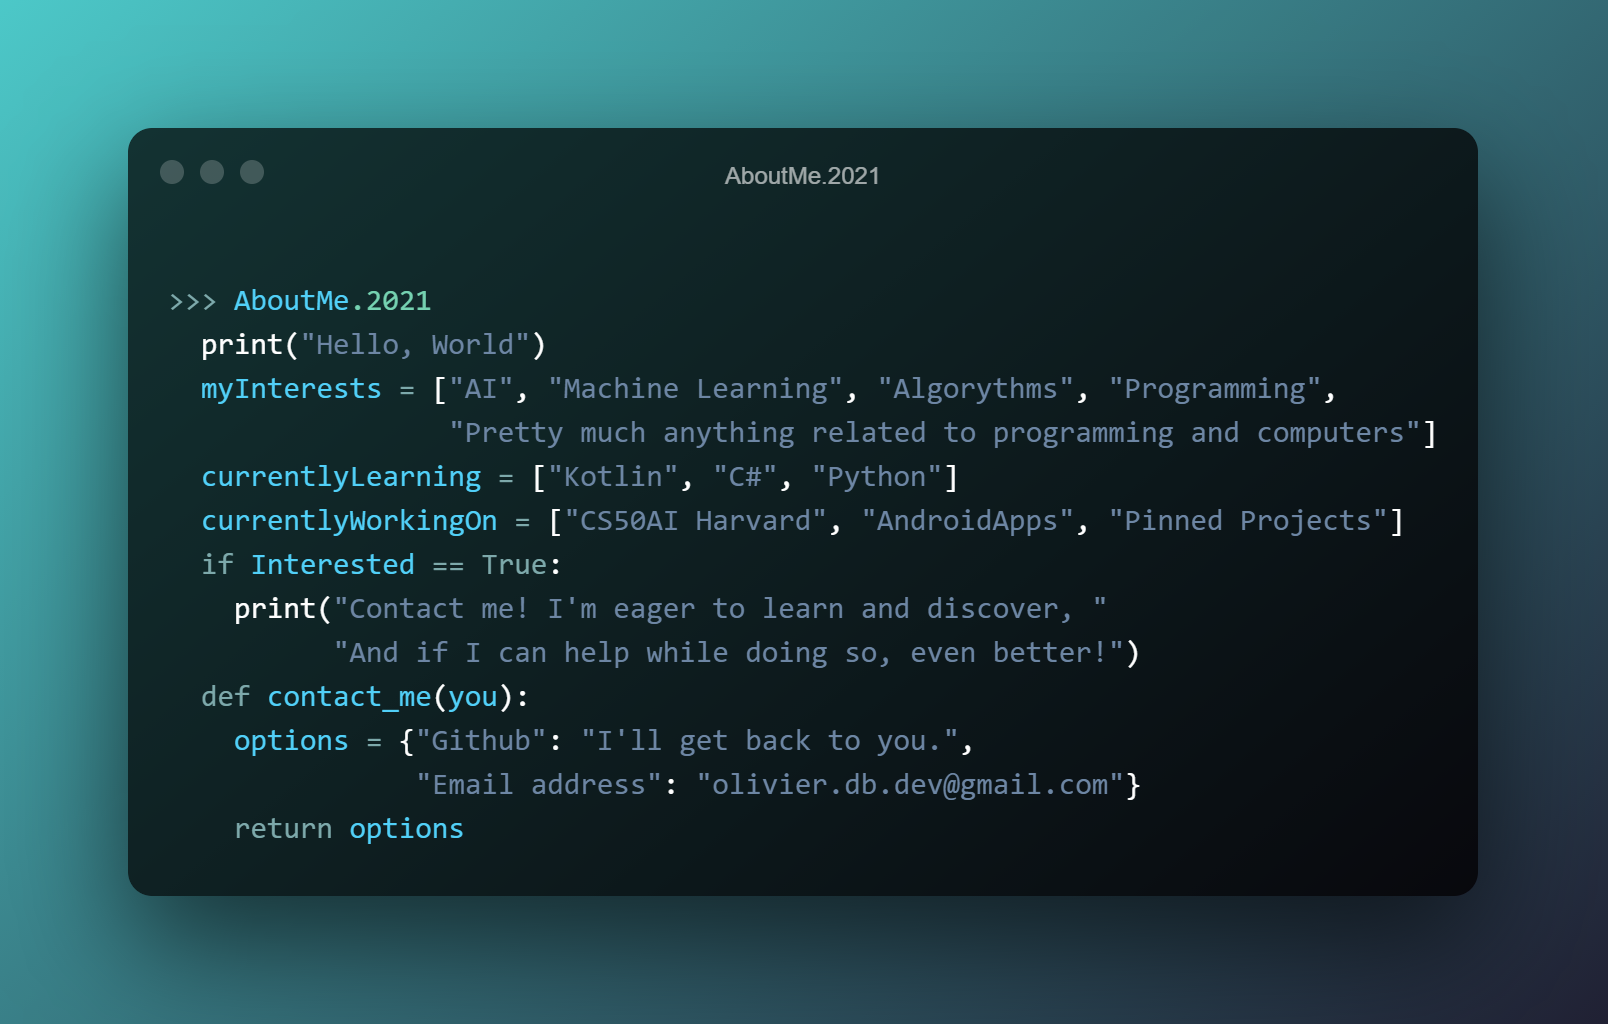 AboutMe.2021
>>> AboutMe.2021
print("Hello, World")
myInterests = ["AI", "Machine Learning", "Algorythms", "Programming",
"Pretty much anything related to programming and computers"]
currentlyLearning = ["Kotlin", "C#", "Python"]
currentlyWorkingOn = ["CS50AI Harvard", "AndroidApps", "Pinned Projects"]
if Interested == True:
print("Contact me! I'm eager to learn and discover, "
"And if I can help while doing so, even better!")
def contact_me(you):
options = {"Github": "I'll get back to you.",
"Email address": "olivier.db.dev@gmail.com"}
return options